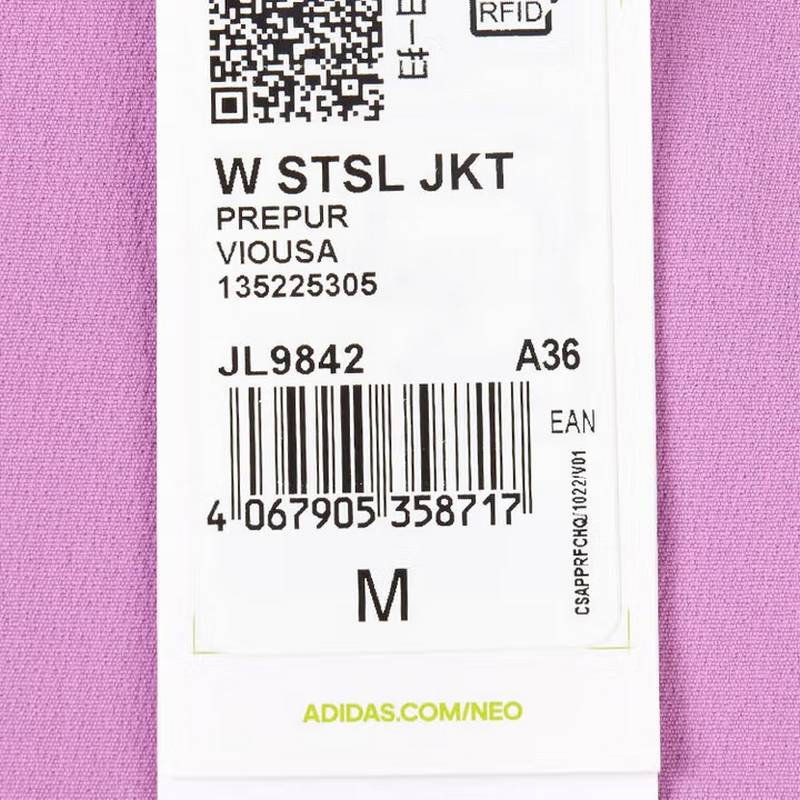 RFID
W STSL JKT
PREPUR
VIOUSA
135225305
JL9842
A36
EAN
4 067905 358717
CSAPPRFCHQ/1022/V01
M
ADIDAS.COM/NEO